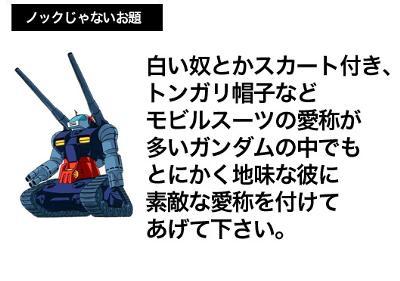 ノックじゃないお題
白い奴とかスカート付き、
トンガリ帽子など
モビルスーツの愛称が
多いガンダムの中でも
とにかく地味な彼に
素敵な愛称を付けて
あげて下さい。